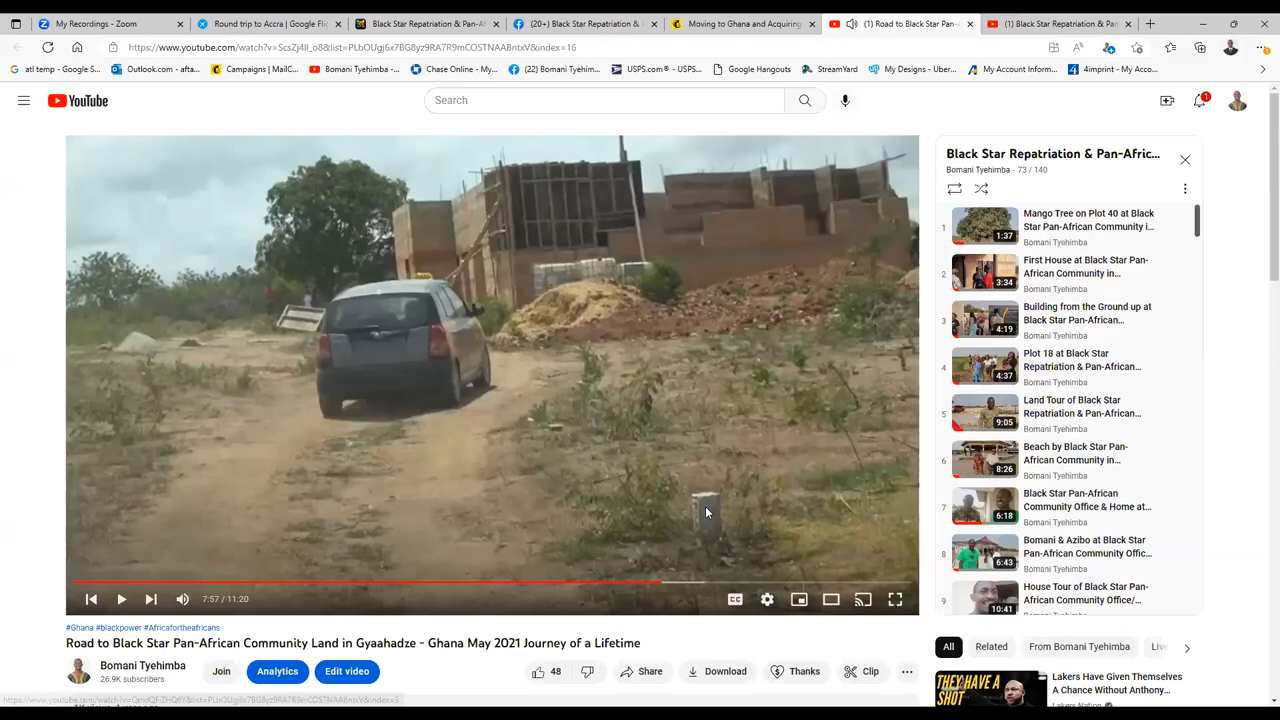 My Recordings - Zoom
Round trip to Accra | Google Fli
Black Star Repatriation & Pan-Af
(20+) Black Star Repatriation &
Moving to Ghana and Acquiring
(1) Road to Black Star Pan-A
(1) Black Star Repatriation & Pan
https://www.youtube.com/watch?v=ScsZj4Il_o8&list=PLbOUgj6x7BG8yz9RA7R9mCOSTNAABntxV&index=16
atl temp - Google S...
Outlook.com - afta...
Campaigns | MailC...
Bomani Tyehimba -...
Chase Online - My...
(22) Bomani Tyehim...
USPS.com® - USPS...
Google Hangouts
StreamYard
My Designs - Uber...
My Account Inform...
4imprint - My Acco...
YouTube
Search
1
Black Star Repatriation & Pan-Afric...
Bomani Tyehimba - 73 / 140
1
1:37
Mango Tree on Plot 40 at Black
Star Pan-African Community i...
Bomani Tyehimba
2
3:34
First House at Black Star Pan-
African Community in...
Bomani Tyehimba
3
4:19
Building from the Ground up at
Black Star Pan-African...
Bomani Tyehimba
4
4:37
Plot 18 at Black Star
Repatriation & Pan-African...
Bomani Tyehimba
5
9:05
Land Tour of Black Star
Repatriation & Pan-African...
Bomani Tyehimba
6
8:26
Beach by Black Star Pan-
African Community in...
Bomani Tyehimba
7
6:18
Black Star Pan-African
Community Office & Home at...
Bomani Tyehimba
8
6:43
Bomani & Azibo at Black Star
Pan-African Community Offic...
Bomani Tyehimba
9
10:41
House Tour of Black Star
Pan-African Community Office/...
7:57 / 11:20
CC
#Ghana #blackpower #Africafortheafricans
Road to Black Star Pan-African Community Land in Gyaahadze - Ghana May 2021 Journey of a Lifetime
Bomani Tyehimba
26.9K subscribers
Join
Analytics
Edit video
48
Share
Download
Thanks
Clip
All
Related
From Bomani Tyehimba
Live
THEY HAVE A
SHOT
Lakers Have Given Themselves
A Chance Without Anthony...
Lakers Nation